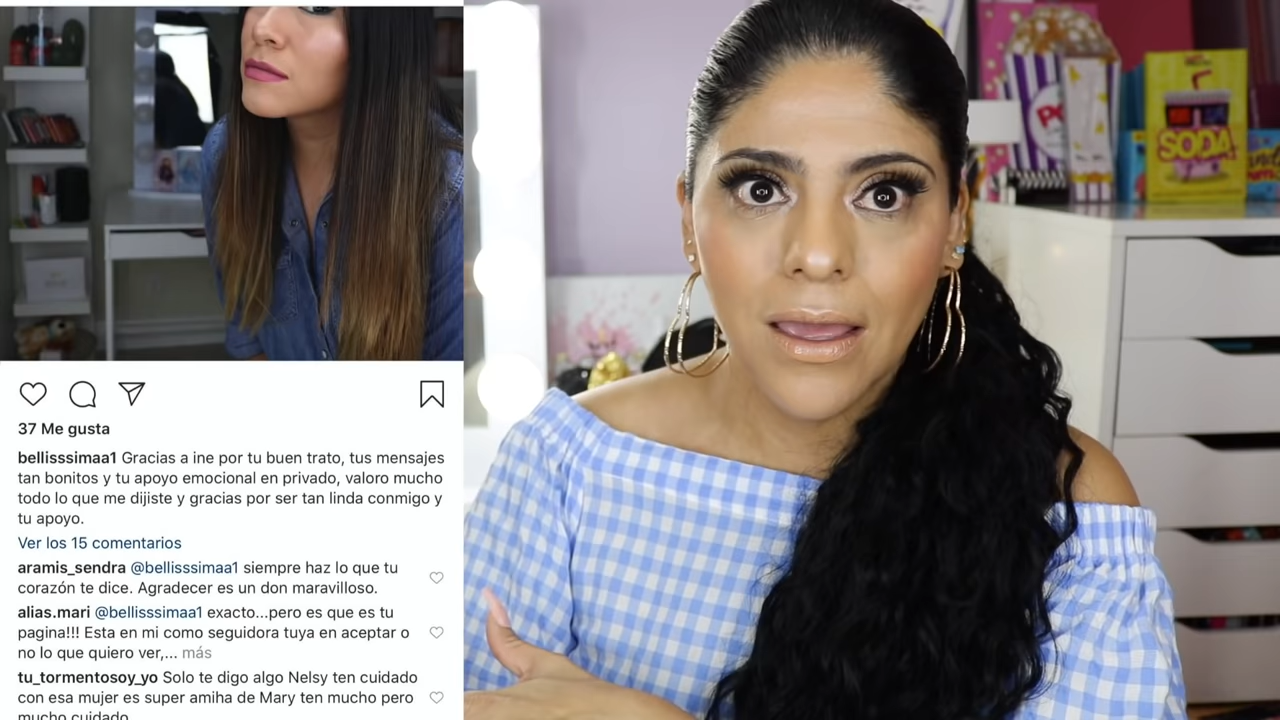 37 Me gusta
bellisssimaa1 Gracias a ine por tu buen trato, tus mensajes
tan bonitos y tu apoyo emocional en privado, valoro mucho
todo lo que me dijiste y gracias por ser tan linda conmigo y
tu apoyo.
Ver los 15 comentarios
aramis_sendra @bellisssimaa1 siempre haz lo que tu
corazón te dice. Agradecer es un don maravilloso.
alias.mari @bellisssimaa1 exacto...pero es que es tu
pagina!!! Esta en mi como seguidora tuya en aceptar o
no lo que quiero ver,... más
tu_tormentosoy_yo Solo te digo algo Nelsy ten cuidado
con esa mujer es super amiha de Mary ten mucho pero
mucho cuidado
SODA